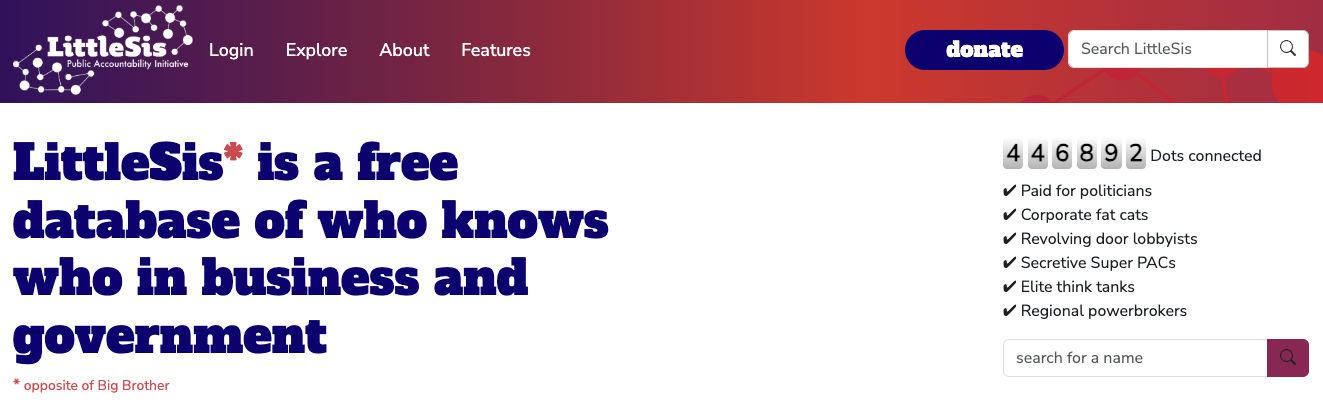 LittleSis
Public Accountability Initiative
Login Explore About Features
donate
Search LittleSis
LittleSis* is a free
database of who knows
who in business and
government
* opposite of Big Brother
446892 Dots connected
✔ Paid for politicians
✔ Corporate fat cats
✔ Revolving door lobbyists
✔ Secretive Super PACs
✔ Elite think tanks
✔ Regional powerbrokers
search for a name